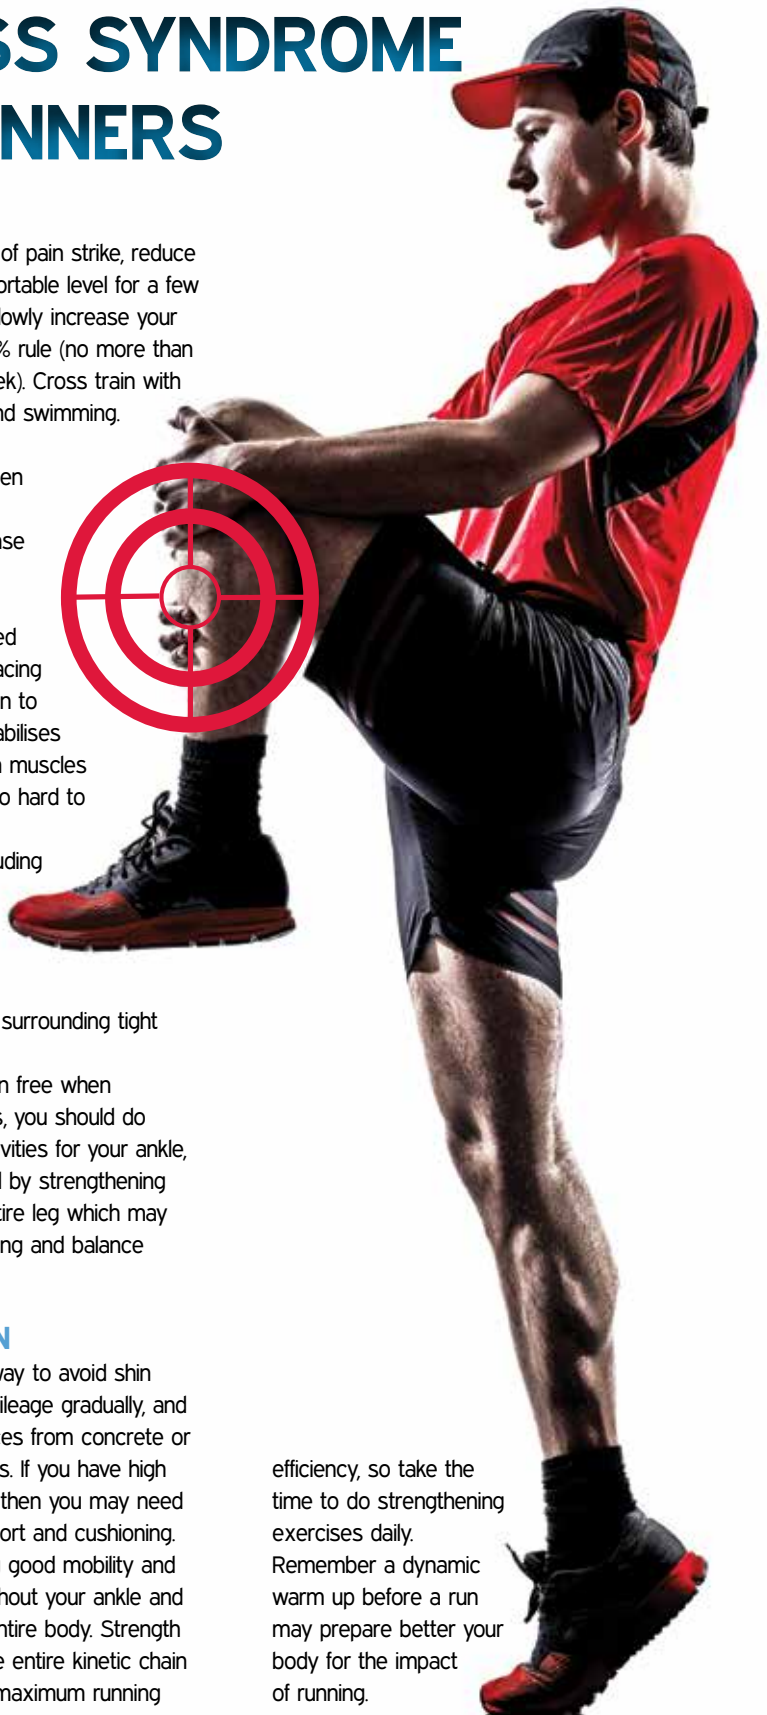 SS SYNDROME
NNERS
of pain strike, reduce
ortable level for a few
lowly increase your
% rule (no more than
ek). Cross train with
nd swimming.
en
ase
ed
acing
n to
abilises
n muscles
o hard to
uding
surrounding tight
n free when
s, you should do
vities for your ankle,
l by strengthening
tire leg which may
ng and balance
N
way to avoid shin
ileage gradually, and
ces from concrete or
s. If you have high
then you may need
ort and cushioning.
g good mobility and
hout your ankle and
ntire body. Strength
e entire kinetic chain
maximum running
efficiency, so take the
time to do strengthening
exercises daily.
Remember a dynamic
warm up before a run
may prepare better your
body for the impact
of running.